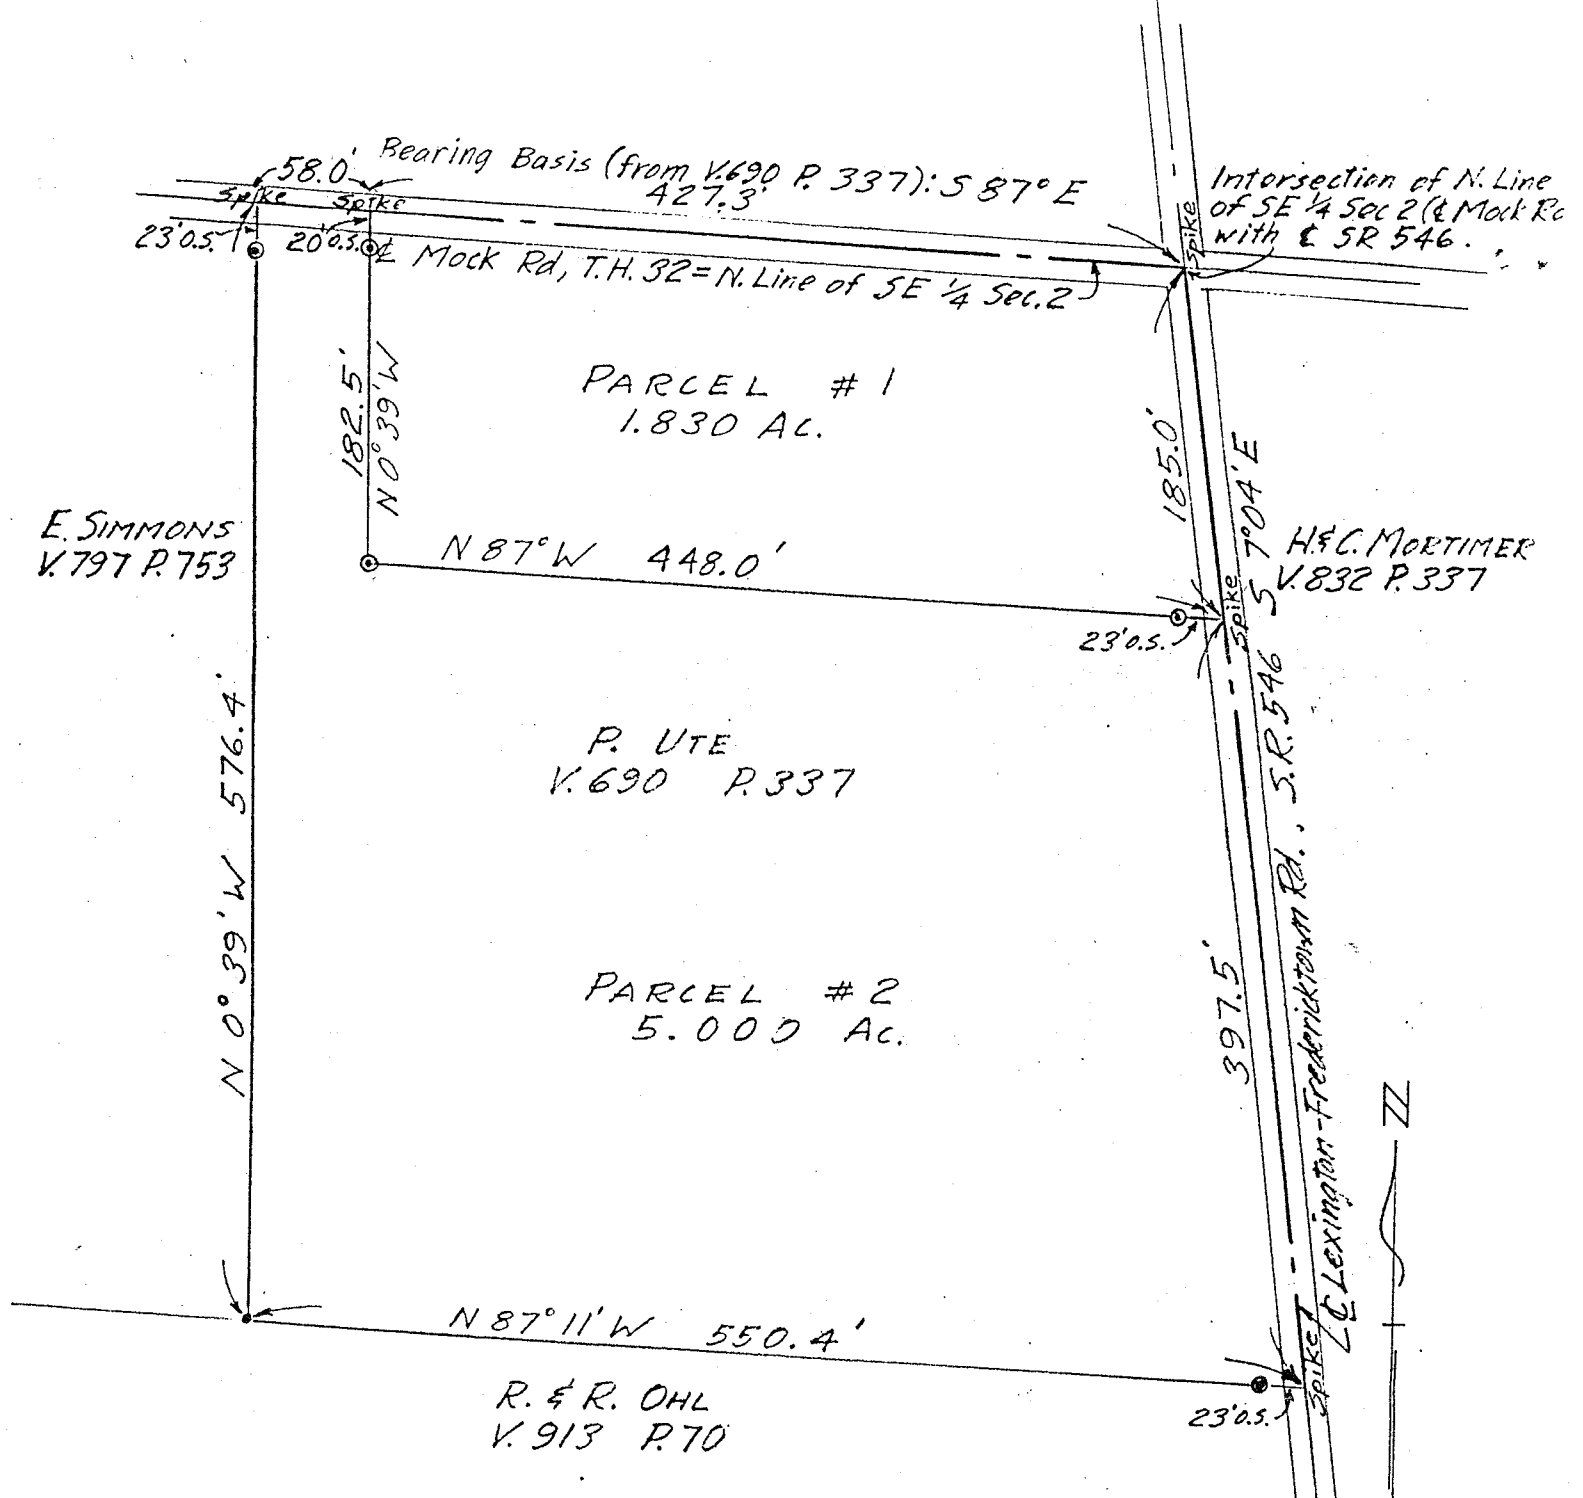 Bearing Basis (from V.690 P. 337): S 87° E
58.0'
427.3'
Spike
Spike
23' o.s.
20' o.s.
℄ Mock Rd, T.H. 32 = N. Line of SE ¼ Sec. 2
Spike
Intersection of N. Line
of SE ¼ Sec 2 (℄ Mock Rd
with ℄ SR 546.
PARCEL # 1
1.830 AC.
182.5'
N 0° 39' W
185.0'
S 7° 04' E
E. SIMMONS
V. 797 P. 753
H. & C. MORTIMER
V. 832 P. 337
N 87° W 448.0'
Spike
23' o.s.
P. UTE
V. 690 P. 337
N 0° 39' W 576.4'
PARCEL # 2
5.000 AC.
397.5'
℄ Lexington-Fredericktown Rd., S.R. 546
N
N 87° 11' W 550.4'
Spike
23' o.s.
R. & R. OHL
V. 913 P. 70